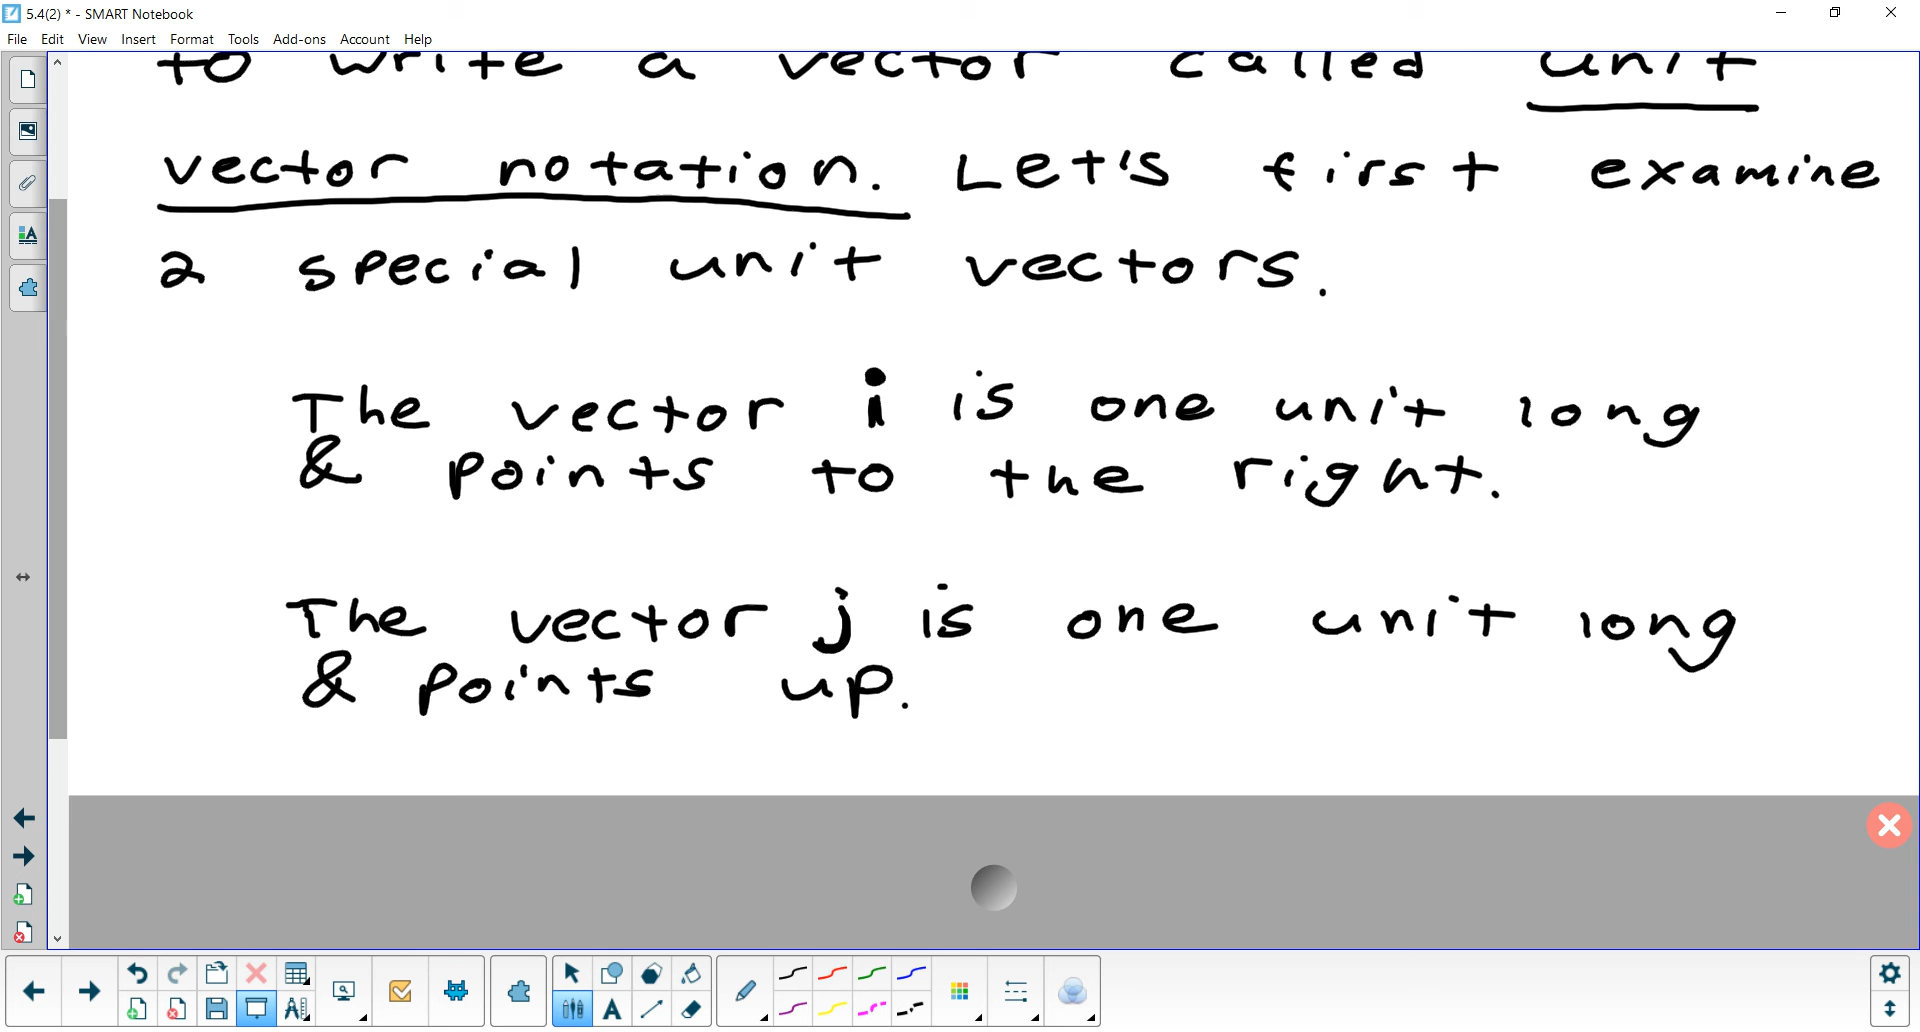 5.4(2) * - SMART Notebook
File Edit View Insert Format Tools Add-ons Account Help
to write a vector called unit
vector notation. Let's first examine
2 special unit vectors.
The vector i is one unit long
& points to the right.
The vector j is one unit long
& points up.